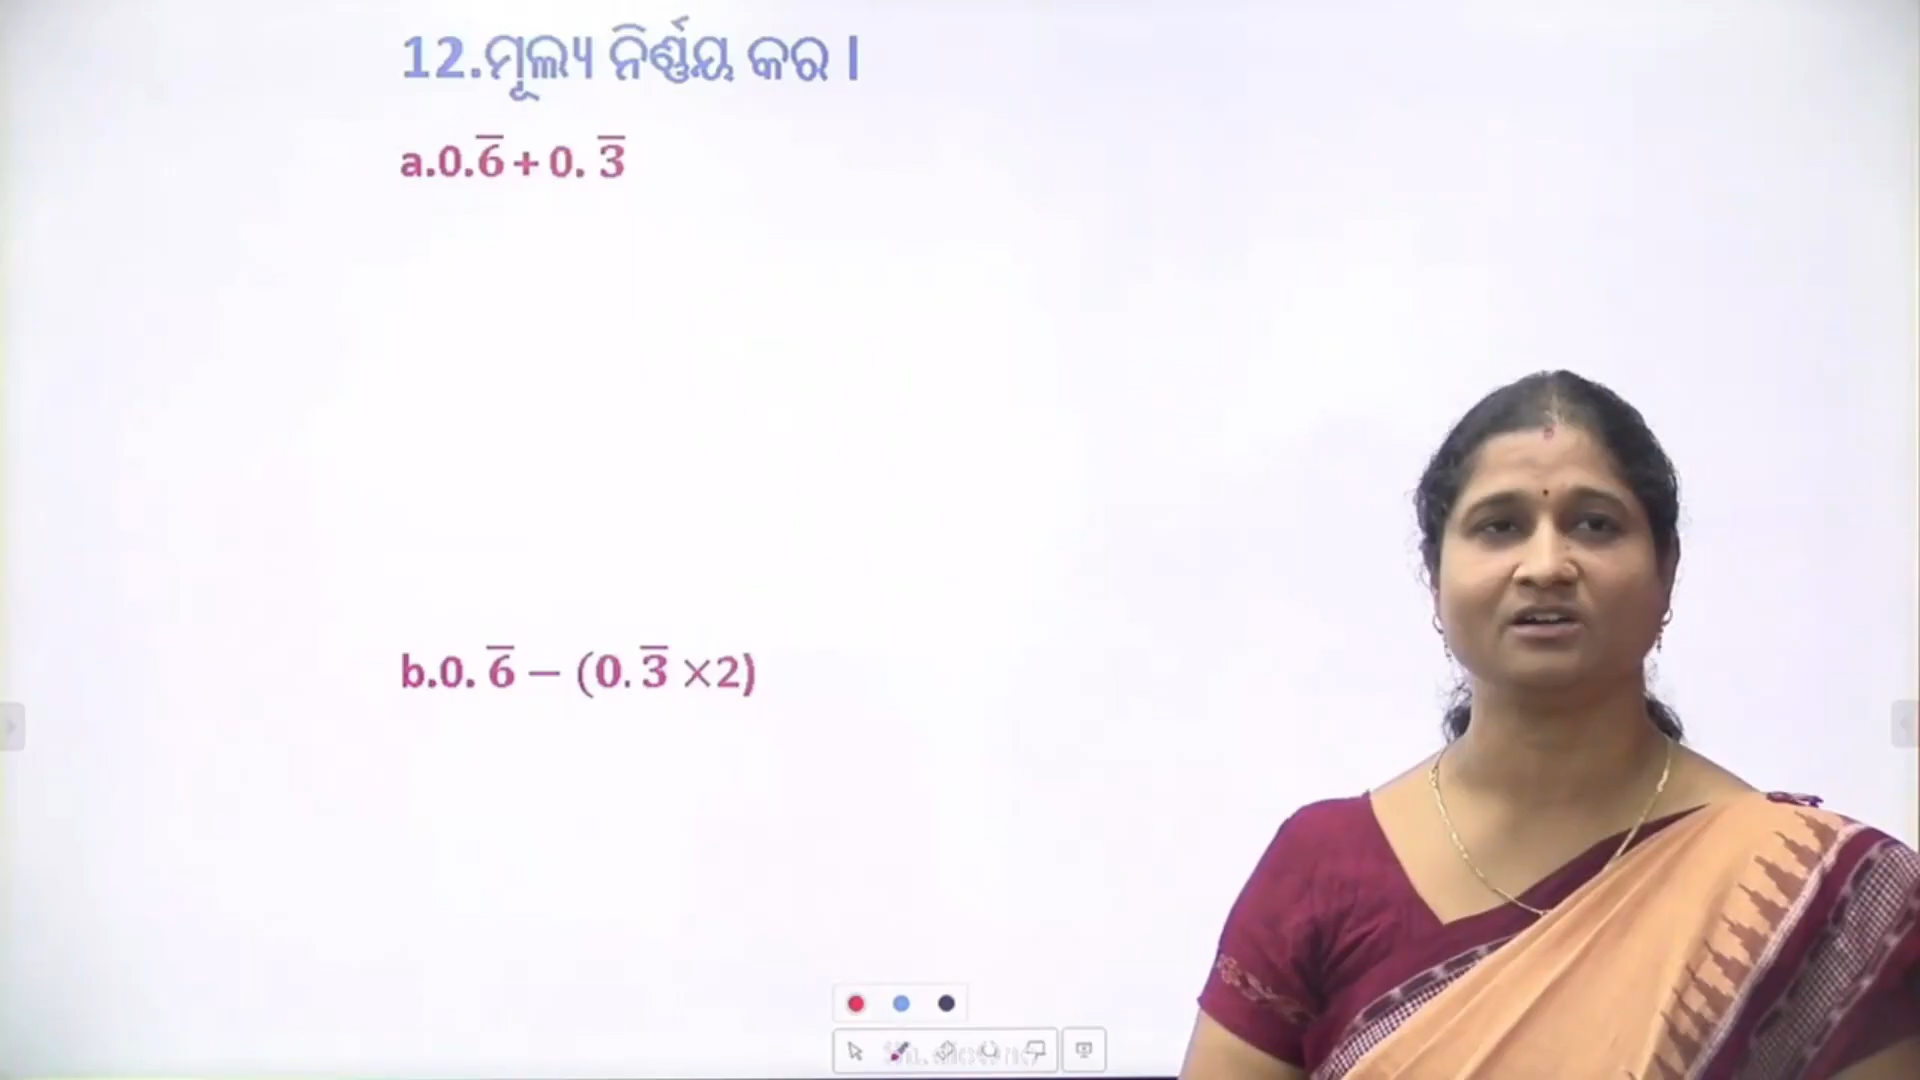 12.ମୂଲ୍ୟ ନିର୍ଣ୍ଣୟ କର ।
a.0.6̅ + 0. 3̅
b.0. 6̅ − (0. 3̅ ×2)